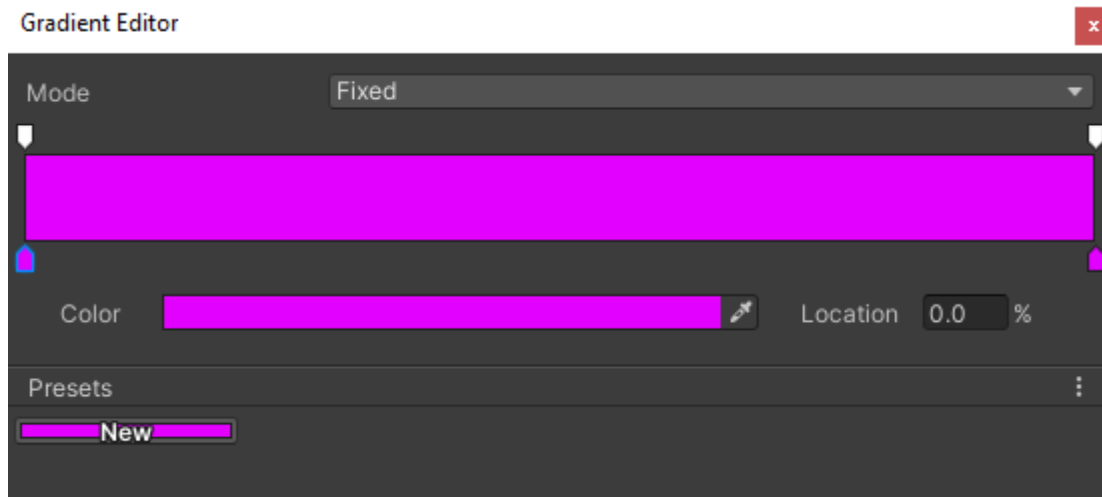 Gradient Editor
x
Mode Fixed
Color Location 0.0 %
Presets
New